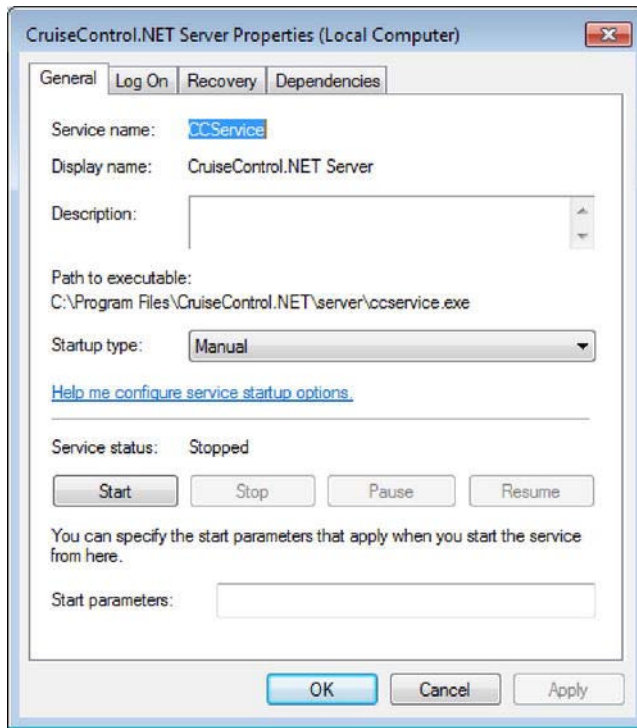 CruiseControl.NET Server Properties (Local Computer)
General Log On Recovery Dependencies
Service name: CCService
Display name: CruiseControl.NET Server
Description:
Path to executable:
C:\Program Files\CruiseControl.NET\server\ccservice.exe
Startup type: Manual
Help me configure service startup options.
Service status: Stopped
Start Stop Pause Resume
You can specify the start parameters that apply when you start the service
from here.
Start parameters:
OK Cancel Apply